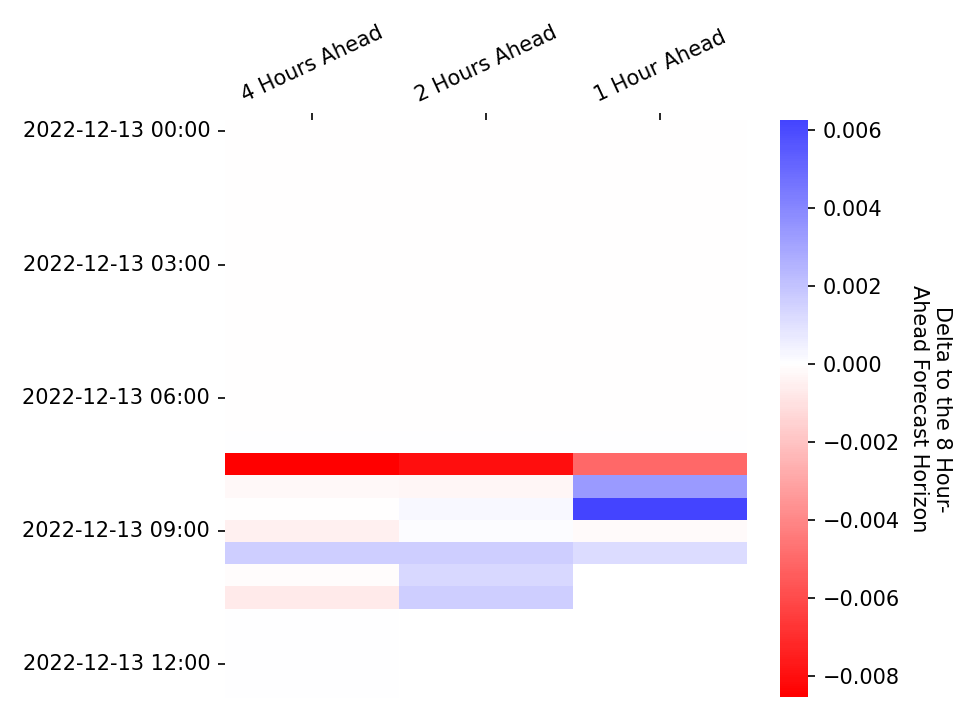 4 Hours Ahead
2 Hours Ahead
1 Hour Ahead
2022-12-13 00:00
2022-12-13 03:00
2022-12-13 06:00
2022-12-13 09:00
2022-12-13 12:00
0.006
0.004
0.002
0.000
−0.002
−0.004
−0.006
−0.008
Delta to the 8 Hour-
Ahead Forecast Horizon